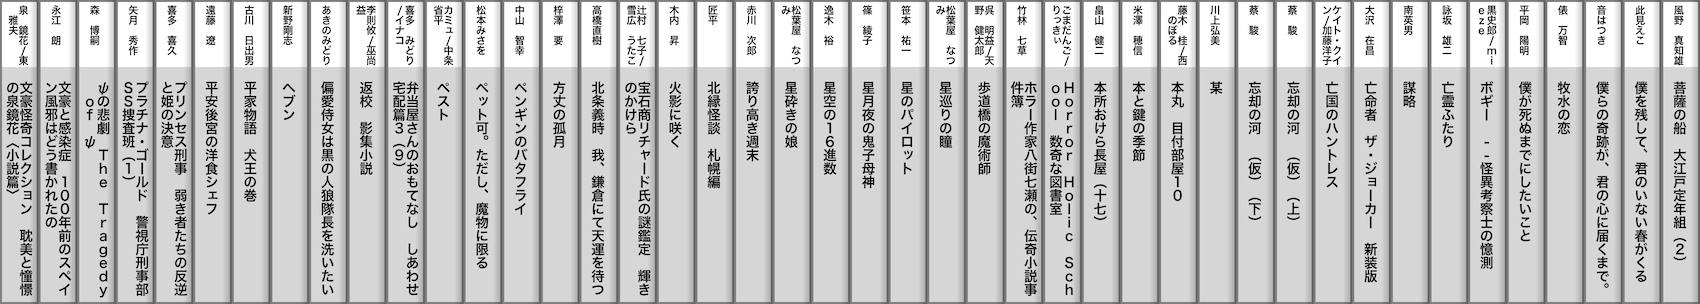 風野 真知雄
菩薩の船 大江戸定年組（２）
此見えこ
僕を残して、君のいない春がくる
音はつき
僕らの奇跡が、君の心に届くまで。
俵 万智
牧水の恋
平岡 陽明
僕が死ぬまでにしたいこと
黒史郎/mi
eze
ボギー --怪異考察士の憶測
詠坂 雄二
亡霊ふたり
南英男
謀略
大沢 在昌
亡命者 ザ・ジョーカー 新装版
ケイト・クイ
ン/加藤洋子
亡国のハントレス
蔡 駿
忘却の河 （仮）（上）
蔡 駿
忘却の河 （仮）（下）
川上弘美
某
藤木 桂/西
のぼる
本丸 目付部屋１０
米澤 穂信
本と鍵の季節
畠山 健二
本所おけら長屋（十七）
ごまだんご/
りっきぃ
Horror Holic Sch
ool 数奇な図書室
竹林 七草
ホラー作家八街七瀬の、伝奇小説事
件簿
呉 明益/天
野 健太郎
歩道橋の魔術師
松葉屋 なつ
み
星巡りの瞳
笹本 祐一
星のパイロット
篠 綾子
星月夜の鬼子母神
逸木 裕
星空の１６進数
松葉屋 なつ
み
星砕きの娘
赤川 次郎
誇り高き週末
匠平
北縁怪談 札幌編
木内 昇
火影に咲く
辻村 七子/
雪広 うたこ
宝石商リチャード氏の謎鑑定 輝き
のかけら
高橋直樹
北条義時 我、鎌倉にて天運を待つ
梓澤 要
方丈の孤月
中山 智幸
ペンギンのバタフライ
松本みさを
ペット可。ただし、魔物に限る
カミュ/中条
省平
ペスト
喜多 みどり
/イナコ
弁当屋さんのおもてなし しあわせ
宅配篇３（９）
李則攸/巫尚
益
返校 影集小説
あきのみどり
偏愛侍女は黒の人狼隊長を洗いたい
新野剛志
ヘブン
古川 日出男
平家物語 犬王の巻
遠藤 遼
平安後宮の洋食シェフ
喜多 喜久
プリンセス刑事 弱き者たちの反逆
と姫の決意
矢月 秀作
プラチナ・ゴールド 警視庁刑事部
ＳＳ捜査班（１）
森 博嗣
ψの悲劇 The Tragedy
of ψ
永江 朗
文豪と感染症 １００年前のスペイ
ン風邪はどう書かれたの
泉 鏡花/東
雅夫
文豪怪奇コレクション 耽美と憧憬
の泉鏡花〈小説篇〉